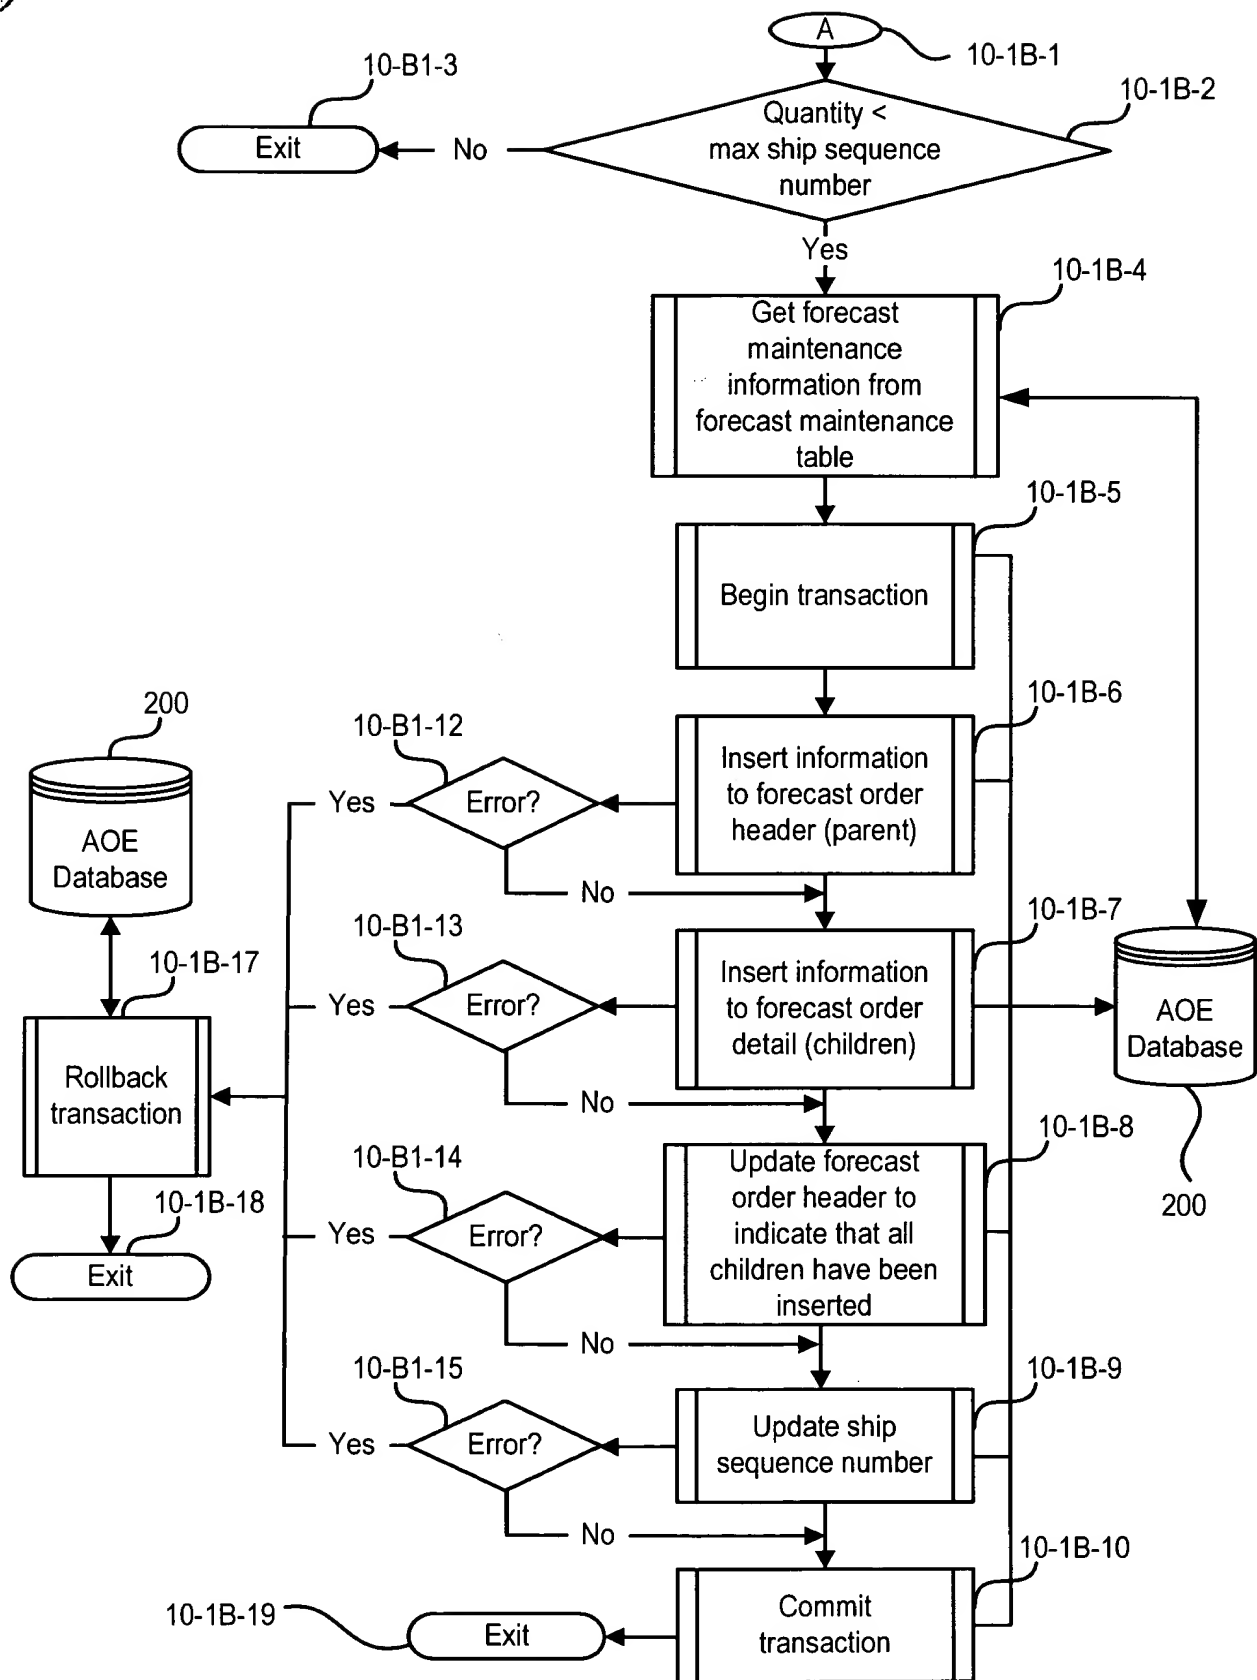 A
10-1B-1
10-B1-3
10-1B-2
Quantity <
max ship sequence
number
Exit
No
Yes
10-1B-4
Get forecast
maintenance
information from
forecast maintenance
table
10-1B-5
Begin transaction
10-1B-6
200
10-B1-12
Insert information
to forecast order
header (parent)
Error?
Yes
AOE
Database
No
10-1B-7
10-B1-13
10-1B-17
Insert information
to forecast order
detail (children)
Error?
Yes
AOE
Database
Rollback
transaction
No
10-1B-8
10-B1-14
Update forecast
order header to
indicate that all
children have been
inserted
200
10-1B-18
Error?
Yes
Exit
No
10-B1-15
10-1B-9
Update ship
sequence number
Error?
Yes
No
10-1B-10
10-1B-19
Commit
transaction
Exit